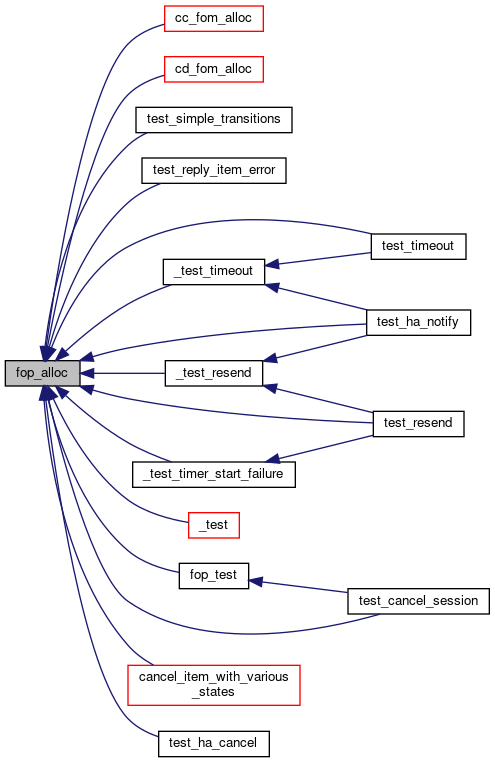 cc_fom_alloc
cd_fom_alloc
test_simple_transitions
test_reply_item_error
test_timeout
_test_timeout
test_ha_notify
fop_alloc
_test_resend
test_resend
_test_timer_start_failure
_test
fop_test
test_cancel_session
cancel_item_with_various
_states
test_ha_cancel